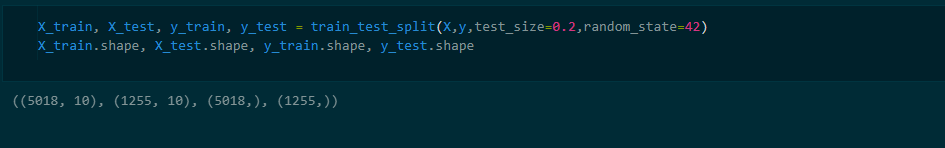 X_train, X_test, y_train, y_test = train_test_split(X,y,test_size=0.2,random_state=42)
X_train.shape, X_test.shape, y_train.shape, y_test.shape
((5018, 10), (1255, 10), (5018,), (1255,))